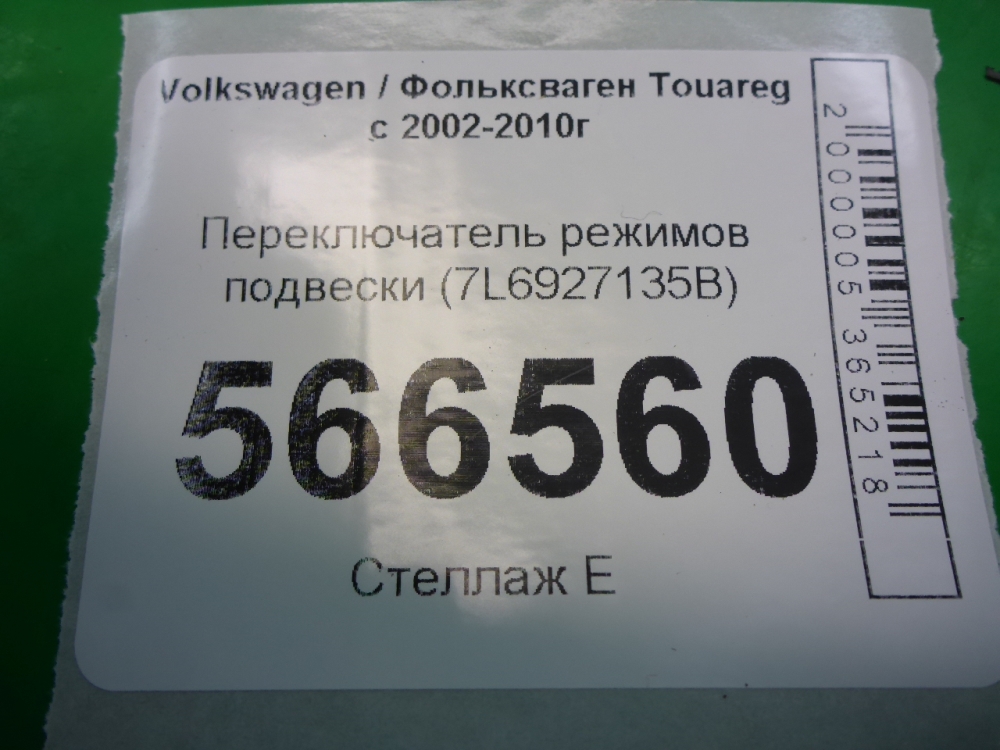 Volkswagen / Фольксваген Touareg
с 2002-2010г
Переключатель режимов
подвески (7L6927135B)
566560
Стеллаж Е
2000005365218